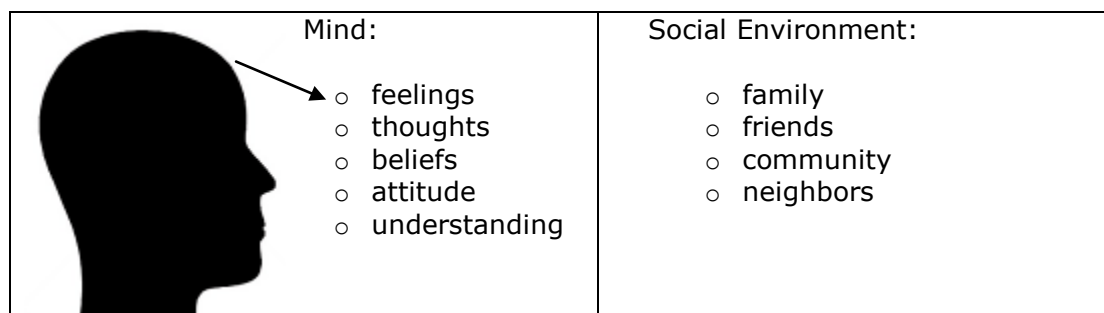 Mind:
o feelings
o thoughts
o beliefs
o attitude
o understanding
Social Environment:
o family
o friends
o community
o neighbors